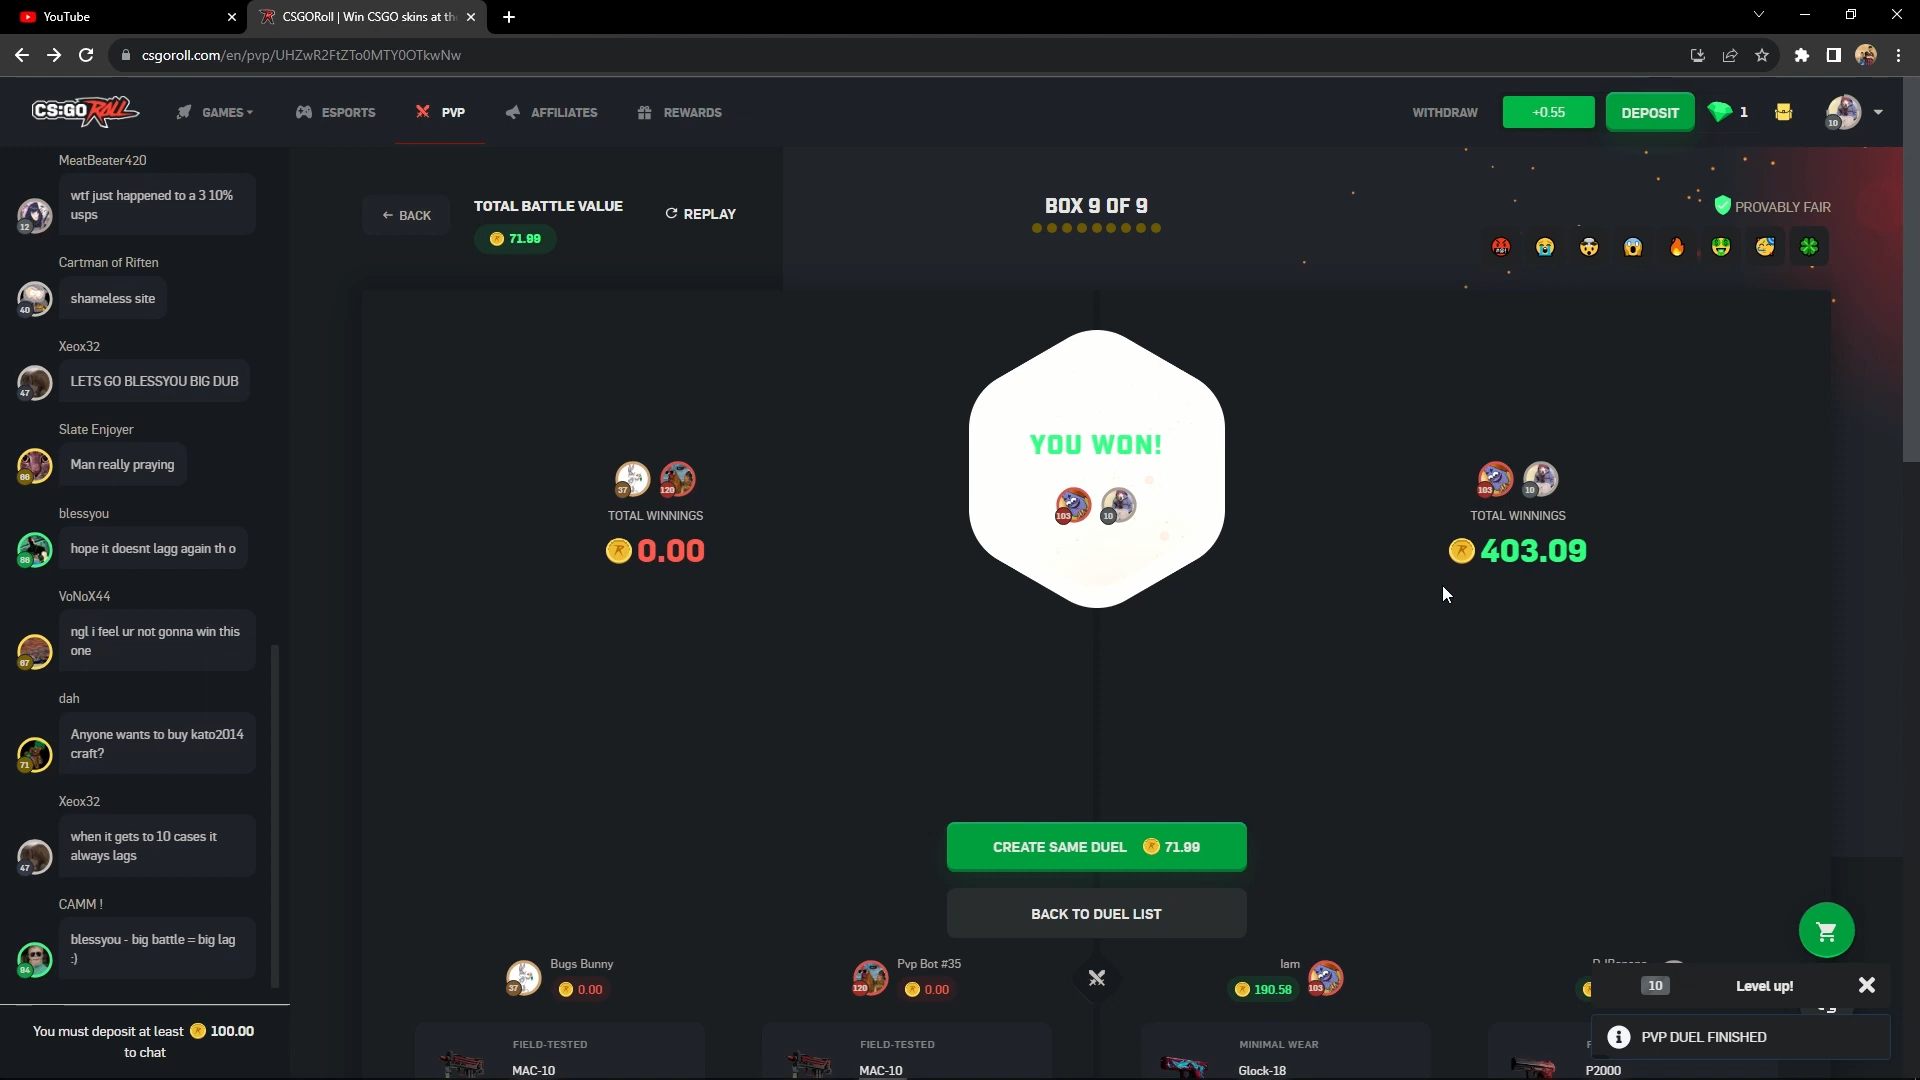 YouTube
CSGORoll | Win CSGO skins at the
csgoroll.com/en/pvp/UHZwR2FtZTo0MTY0OTkwNw
CS:GO ROLL
GAMES
ESPORTS
PVP
AFFILIATES
REWARDS
WITHDRAW
+0.55
DEPOSIT
1
10
MeatBeater420
wtf just happened to a 3 10%
usps
12
Cartman of Riften
shameless site
40
Xeox32
LETS GO BLESSYOU BIG DUB
47
Slate Enjoyer
Man really praying
blessyou
hope it doesnt lagg again th o
VoNoX44
ngl i feel ur not gonna win this
one
67
dah
Anyone wants to buy kato2014
craft?
71
Xeox32
when it gets to 10 cases it
always lags
47
CAMM !
blessyou - big battle = big lag
:)
94
You must deposit at least 100.00
to chat
BACK
TOTAL BATTLE VALUE
71.99
REPLAY
BOX 9 OF 9
PROVABLY FAIR
37
120
TOTAL WINNINGS
0.00
YOU WON!
103
10
103
10
TOTAL WINNINGS
403.09
CREATE SAME DUEL 71.99
BACK TO DUEL LIST
Bugs Bunny
37
0.00
Pvp Bot #35
120
0.00
Iam
190.58
103
FIELD-TESTED
MAC-10
FIELD-TESTED
MAC-10
MINIMAL WEAR
Glock-18
P2000
10
Level up!
PVP DUEL FINISHED